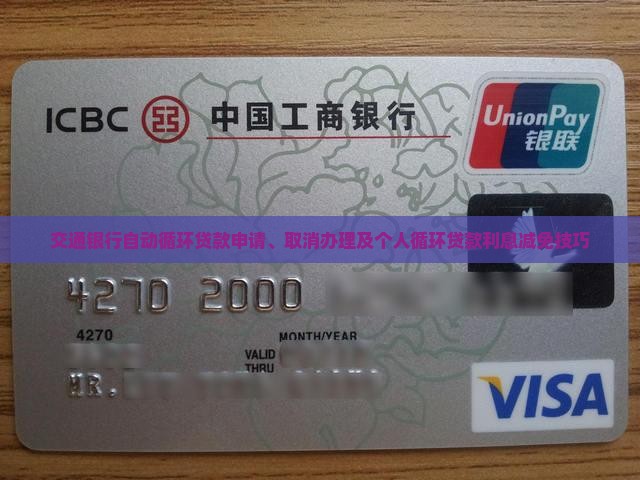 ICBC 中国工商银行
UnionPay
银联
交通银行自动循环贷款申请、取消办理及个人循环贷款利息减免技巧
4270 2000
4270
MONTH/YEAR
VALID
THRU
MR.
VISA